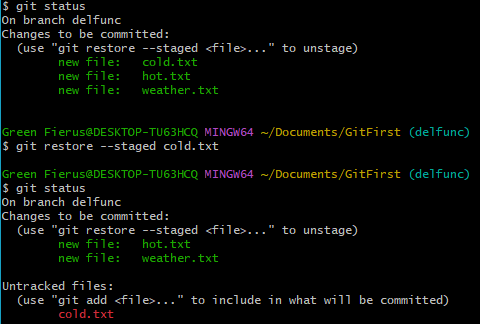 $ git status
On branch delfunc
Changes to be committed:
  (use "git restore --staged <file>..." to unstage)
        new file:   cold.txt
        new file:   hot.txt
        new file:   weather.txt

Green Fierus@DESKTOP-TU63HCQ MINGW64 ~/Documents/GitFirst (delfunc)
$ git restore --staged cold.txt

Green Fierus@DESKTOP-TU63HCQ MINGW64 ~/Documents/GitFirst (delfunc)
$ git status
On branch delfunc
Changes to be committed:
  (use "git restore --staged <file>..." to unstage)
        new file:   hot.txt
        new file:   weather.txt

Untracked files:
  (use "git add <file>..." to include in what will be committed)
        cold.txt